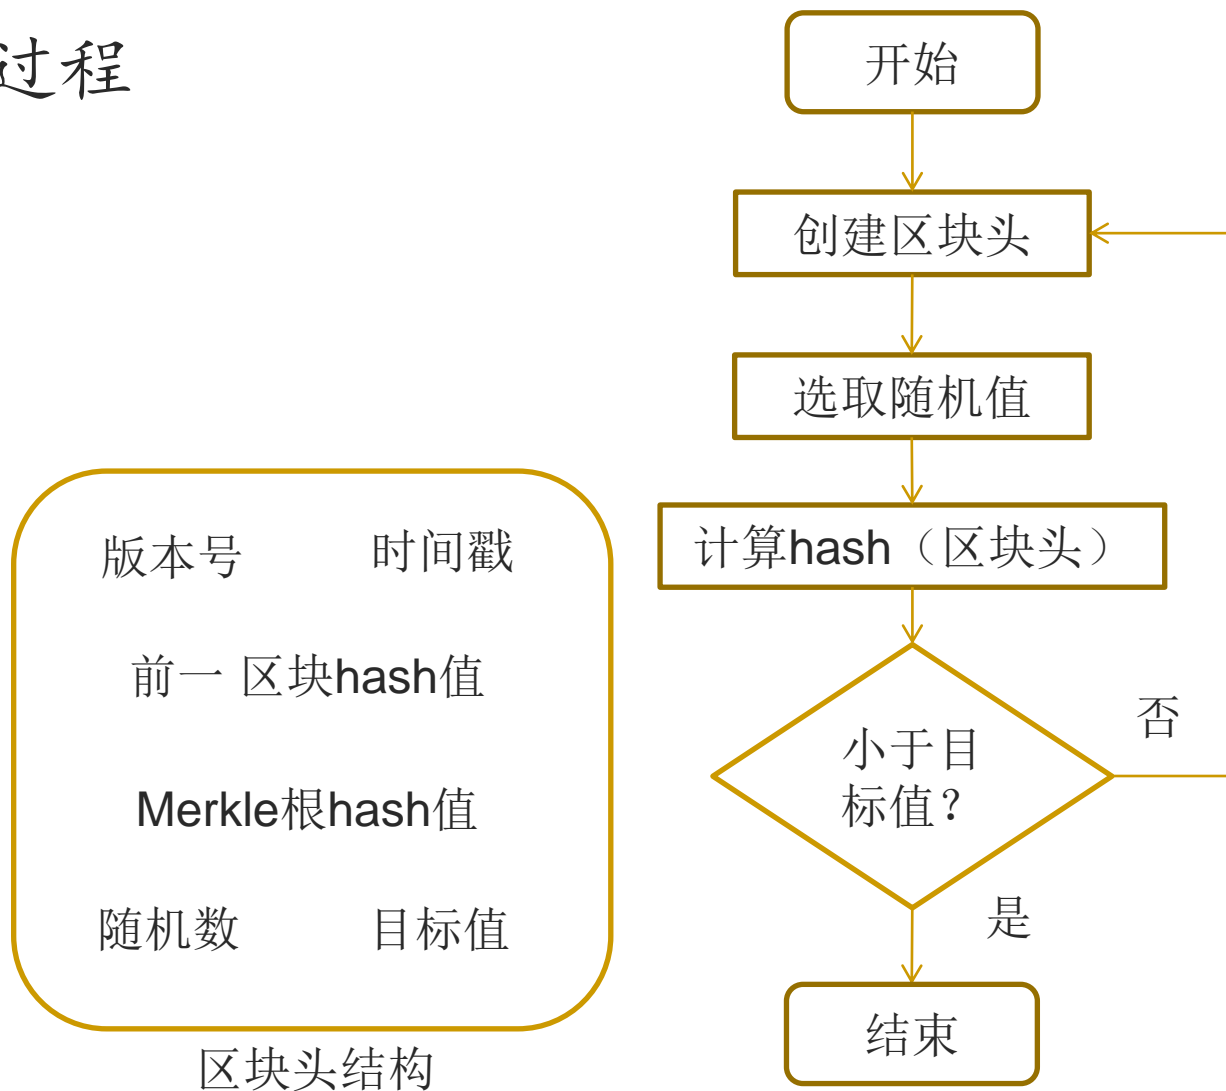 过程
开始
创建区块头
选取随机值
计算hash（区块头）
小于目
标值？
否
是
结束
版本号 时间戳
前一 区块hash值
Merkle根hash值
随机数 目标值
区块头结构